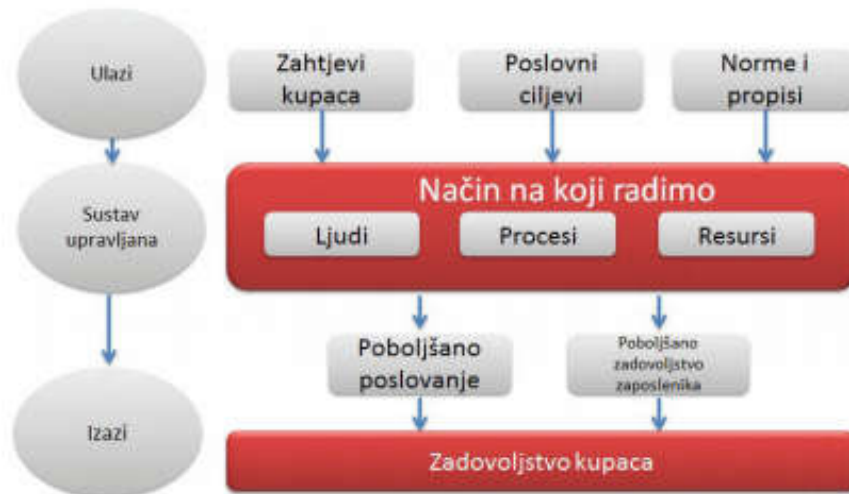 Ulazi
Zahtjevi
kupaca
Poslovni
ciljevi
Norme i
propisi
Sustav
upravljana
Način na koji radimo
Ljudi
Procesi
Resursi
Poboljšano
poslovanje
Poboljšano
zadovoljstvo
zaposlenika
Izazi
Zadovoljstvo kupaca